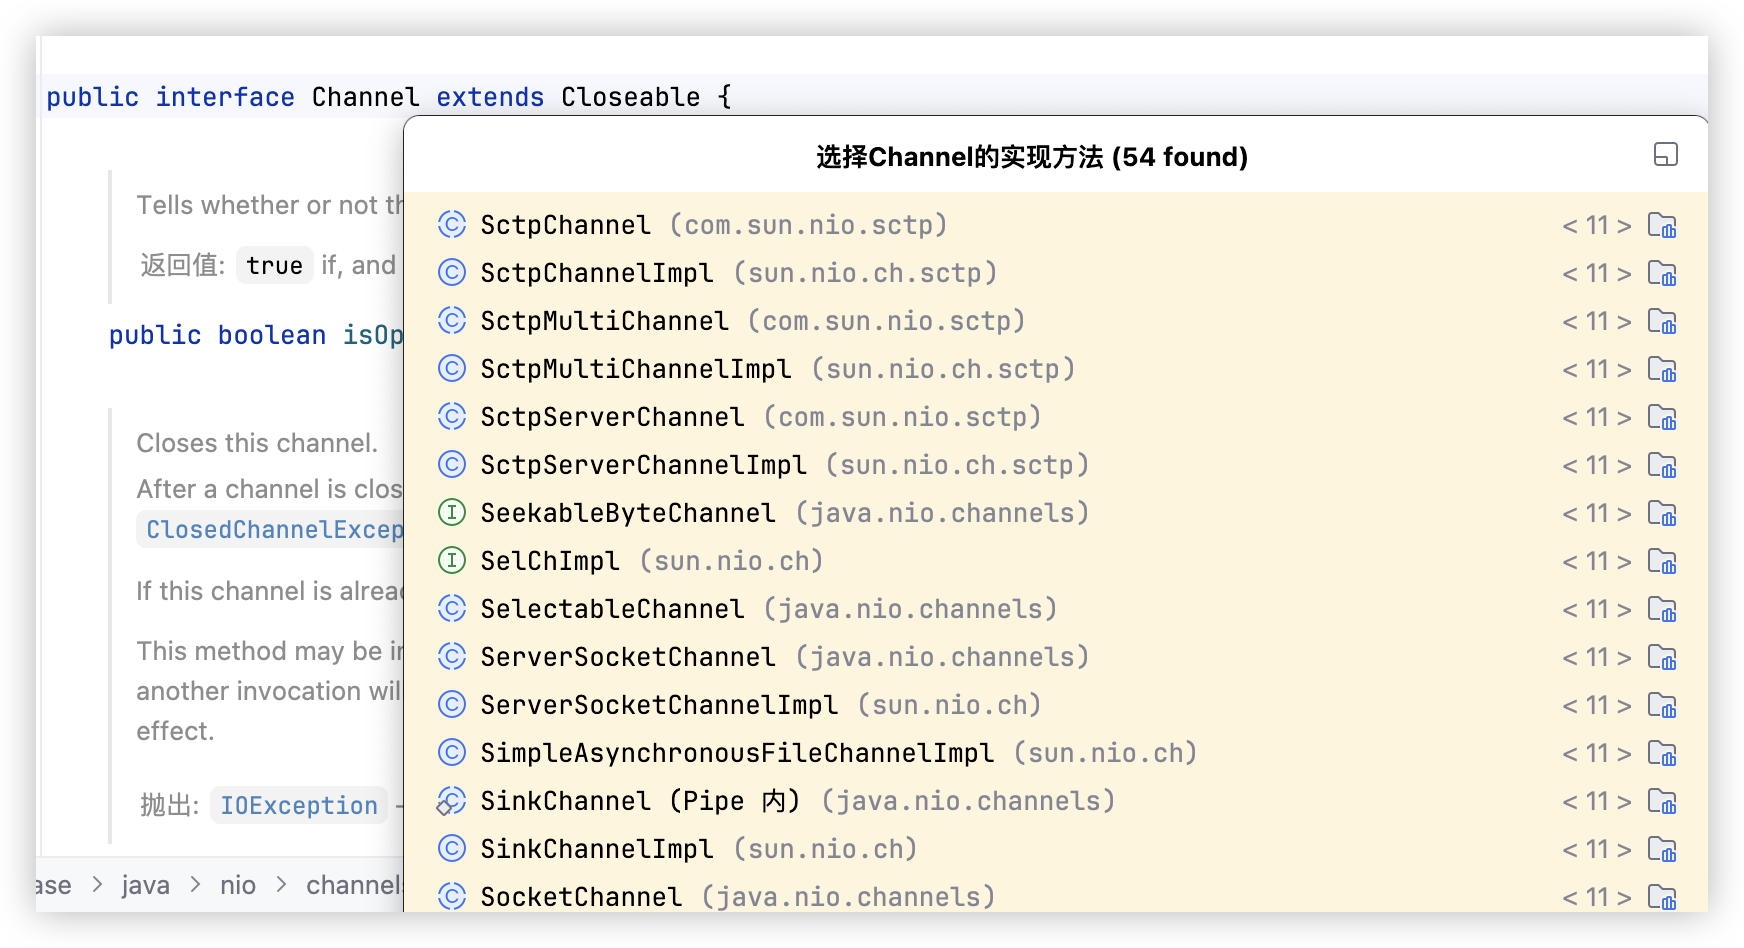 public interface Channel extends Closeable {
选择Channel的实现方法 (54 found)
Tells whether or not th
返回值: true if, and
public boolean isOp
Closes this channel.
After a channel is clos
ClosedChannelExcep
If this channel is alrea
This method may be in
another invocation wil
effect.
抛出: IOException –
ase > java > nio > channel
SctpChannel (com.sun.nio.sctp) < 11 >
SctpChannelImpl (sun.nio.ch.sctp) < 11 >
SctpMultiChannel (com.sun.nio.sctp) < 11 >
SctpMultiChannelImpl (sun.nio.ch.sctp) < 11 >
SctpServerChannel (com.sun.nio.sctp) < 11 >
SctpServerChannelImpl (sun.nio.ch.sctp) < 11 >
SeekableByteChannel (java.nio.channels) < 11 >
SelChImpl (sun.nio.ch) < 11 >
SelectableChannel (java.nio.channels) < 11 >
ServerSocketChannel (java.nio.channels) < 11 >
ServerSocketChannelImpl (sun.nio.ch) < 11 >
SimpleAsynchronousFileChannelImpl (sun.nio.ch) < 11 >
SinkChannel (Pipe 内) (java.nio.channels) < 11 >
SinkChannelImpl (sun.nio.ch) < 11 >
SocketChannel (java.nio.channels) < 11 >